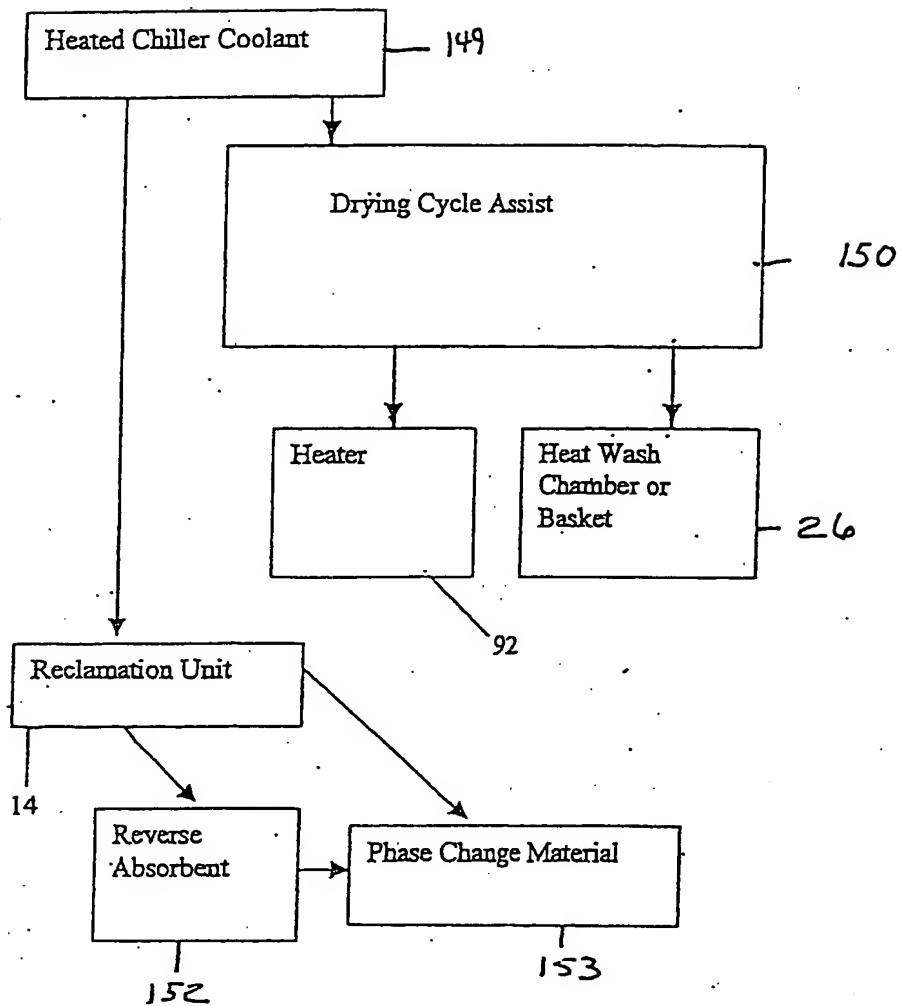 Heated Chiller Coolant
149
Drying Cycle Assist
150
Heater
Heat Wash
Chamber or
Basket
26
92
Reclamation Unit
14
Reverse
Absorbent
Phase Change Material
152
153